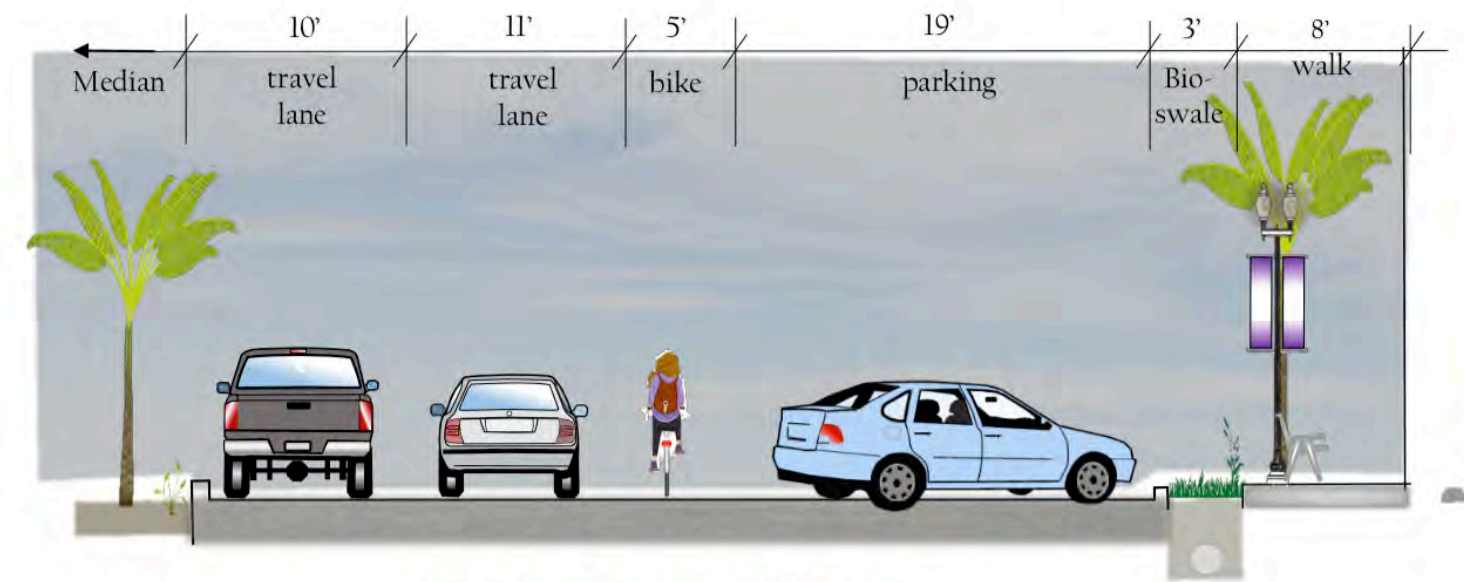 10’ 11’ 5’ 19’ 3’ 8’
Median
travel
lane
travel
lane
bike
parking
Bio-
swale
walk